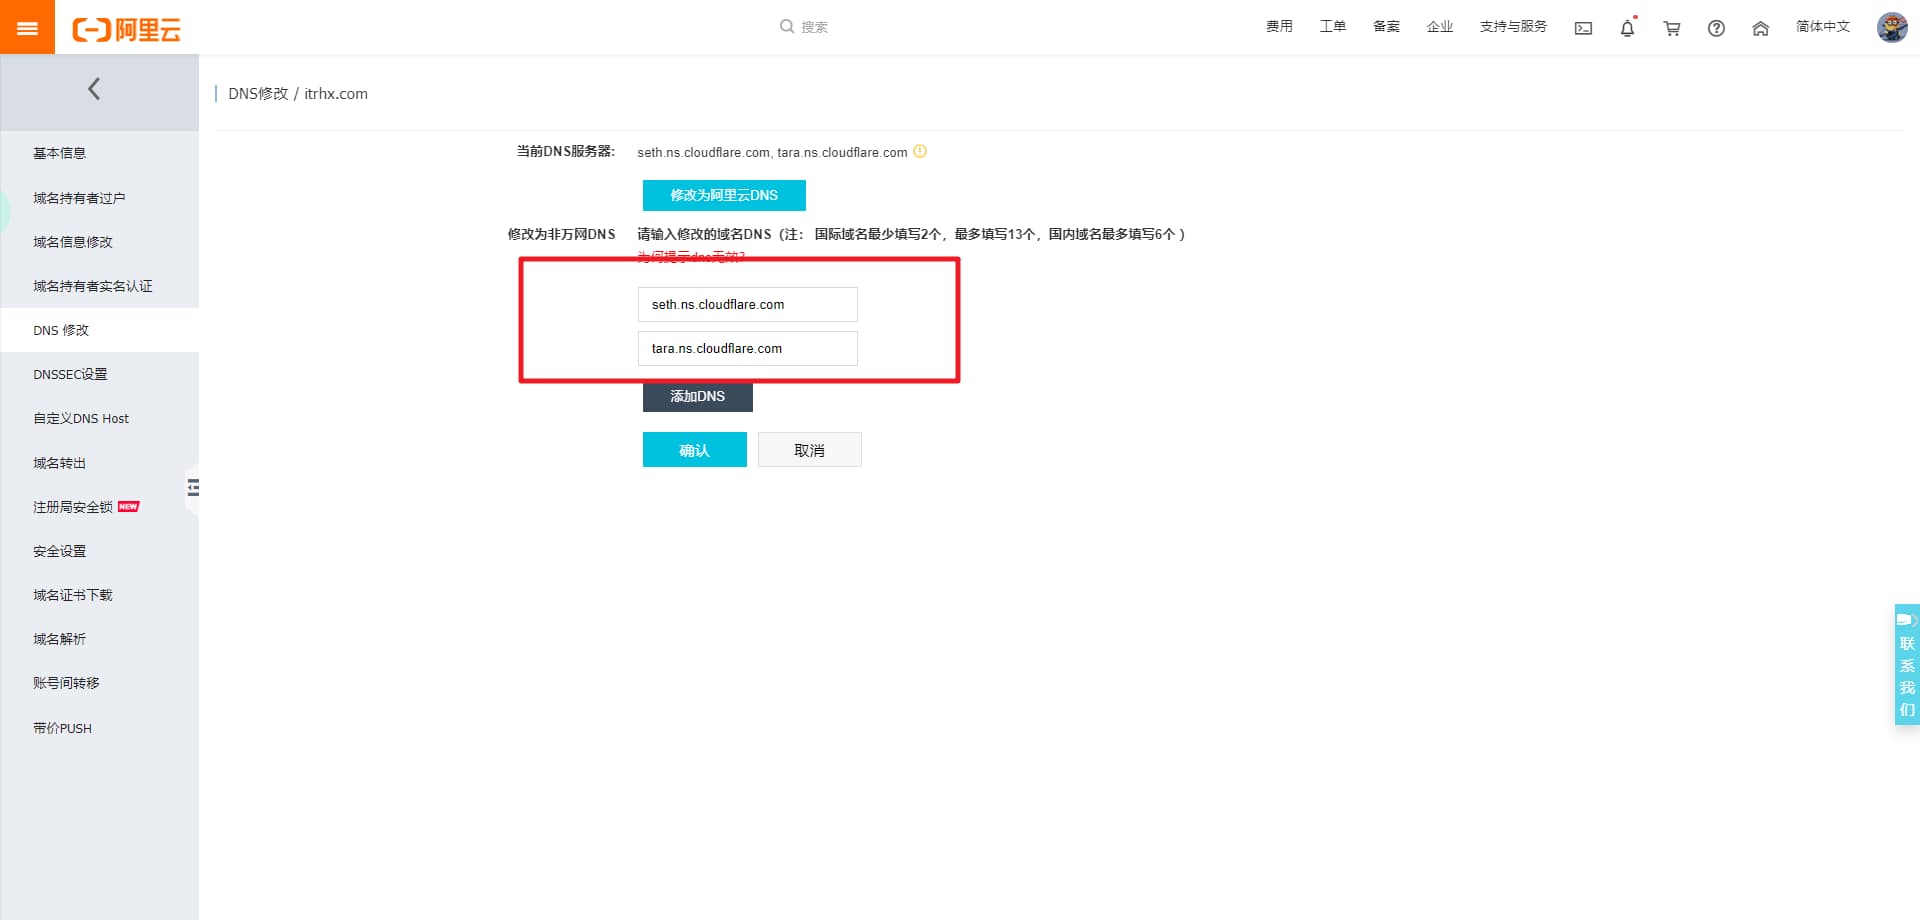 阿里云
搜索
费用 工单 备案 企业 支持与服务 简体中文
DNS修改 / itrhx.com
基本信息
域名持有者过户
域名信息修改
域名持有者实名认证
DNS 修改
DNSSEC设置
自定义DNS Host
域名转出
注册局安全锁 NEW
安全设置
域名证书下载
域名解析
账号间转移
带价PUSH
当前DNS服务器: seth.ns.cloudflare.com, tara.ns.cloudflare.com
修改为阿里云DNS
修改为非万网DNS 请输入修改的域名DNS（注： 国际域名最少填写2个，最多填写13个，国内域名最多填写6个 ）
为何提示dns无效?
seth.ns.cloudflare.com
tara.ns.cloudflare.com
添加DNS
确认 取消
联系我们